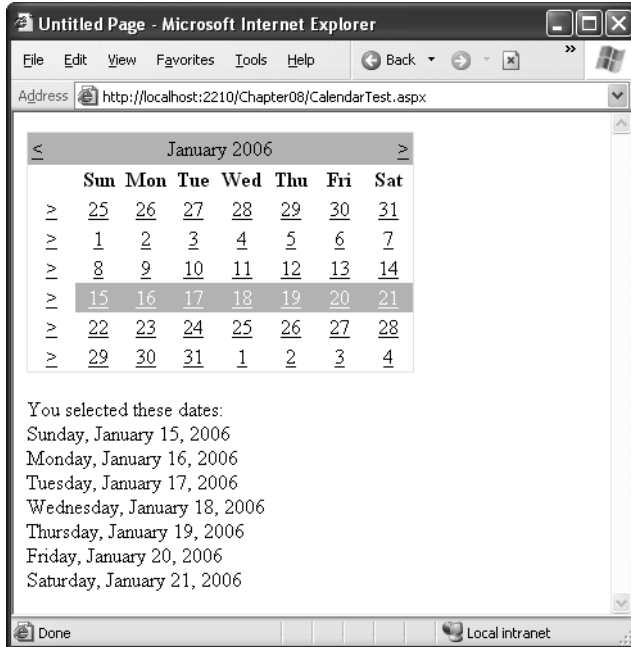 Untitled Page - Microsoft Internet Explorer
File Edit View Favorites Tools Help Back »
Address http://localhost:2210/Chapter08/CalendarTest.aspx
< January 2006 >
Sun Mon Tue Wed Thu Fri Sat
> 25 26 27 28 29 30 31
> 1 2 3 4 5 6 7
> 8 9 10 11 12 13 14
> 15 16 17 18 19 20 21
> 22 23 24 25 26 27 28
> 29 30 31 1 2 3 4
You selected these dates:
Sunday, January 15, 2006
Monday, January 16, 2006
Tuesday, January 17, 2006
Wednesday, January 18, 2006
Thursday, January 19, 2006
Friday, January 20, 2006
Saturday, January 21, 2006
Done Local intranet